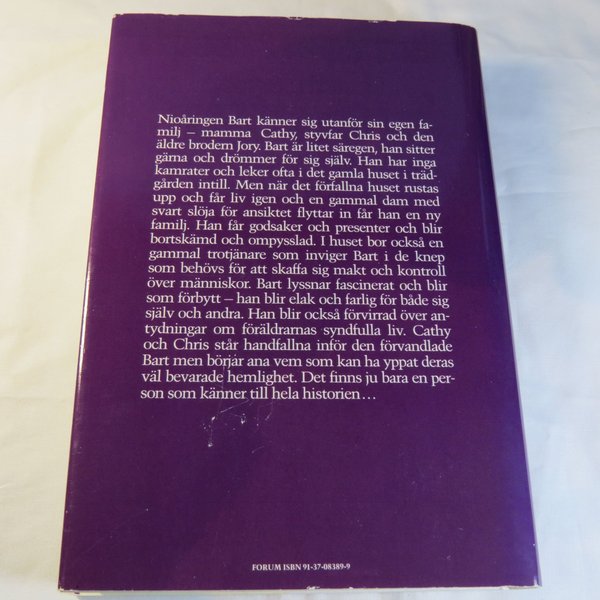 Nioåringen Bart känner sig utanför sin egen fa-
milj – mamma Cathy, styvfar Chris och den
äldre brodern Jory. Bart är litet säregen, han sitter
gärna och drömmer för sig själv. Han har inga
kamrater och leker ofta i det gamla huset i träd-
gården intill. Men när det förfallna huset rustas
upp och får liv igen och en gammal dam med
svart slöja för ansiktet flyttar in får han en ny
familj. Han får godsaker och presenter och blir
bortskämd och ompysslad. I huset bor också en
gammal trotjänare som inviger Bart i de knep
som behövs för att skaffa sig makt och kontroll
över människor. Bart lyssnar fascinerat och blir
som förbytt – han blir elak och farlig för både sig
själv och andra. Han blir också förvirrad över an-
tydningar om föräldrarnas syndfulla liv. Cathy
och Chris står handfallna inför den förvandlade
Bart men börjar ana vem som kan ha yppat deras
väl bevarade hemlighet. Det finns ju bara en per-
son som känner till hela historien...
FORUM ISBN 91-37-08389-9